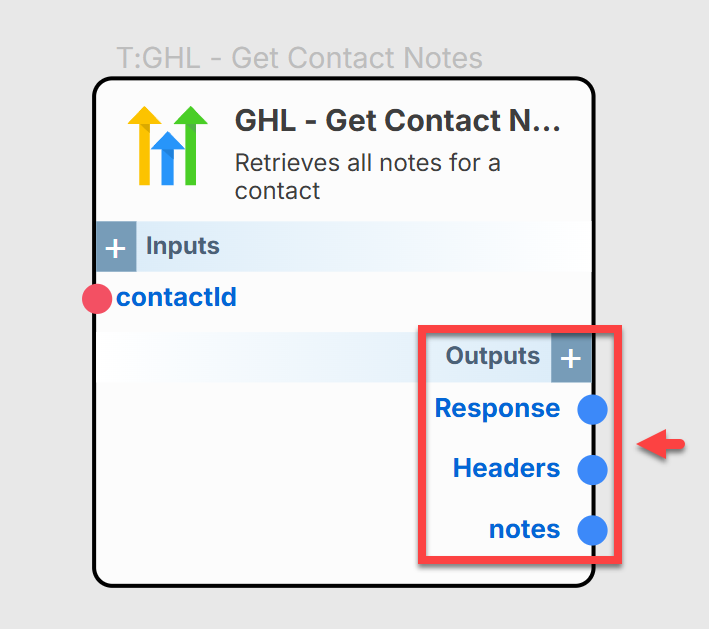 T:GHL - Get Contact Notes
GHL - Get Contact N...
Retrieves all notes for a
contact
+ Inputs
contactId
Outputs +
Response
Headers
notes